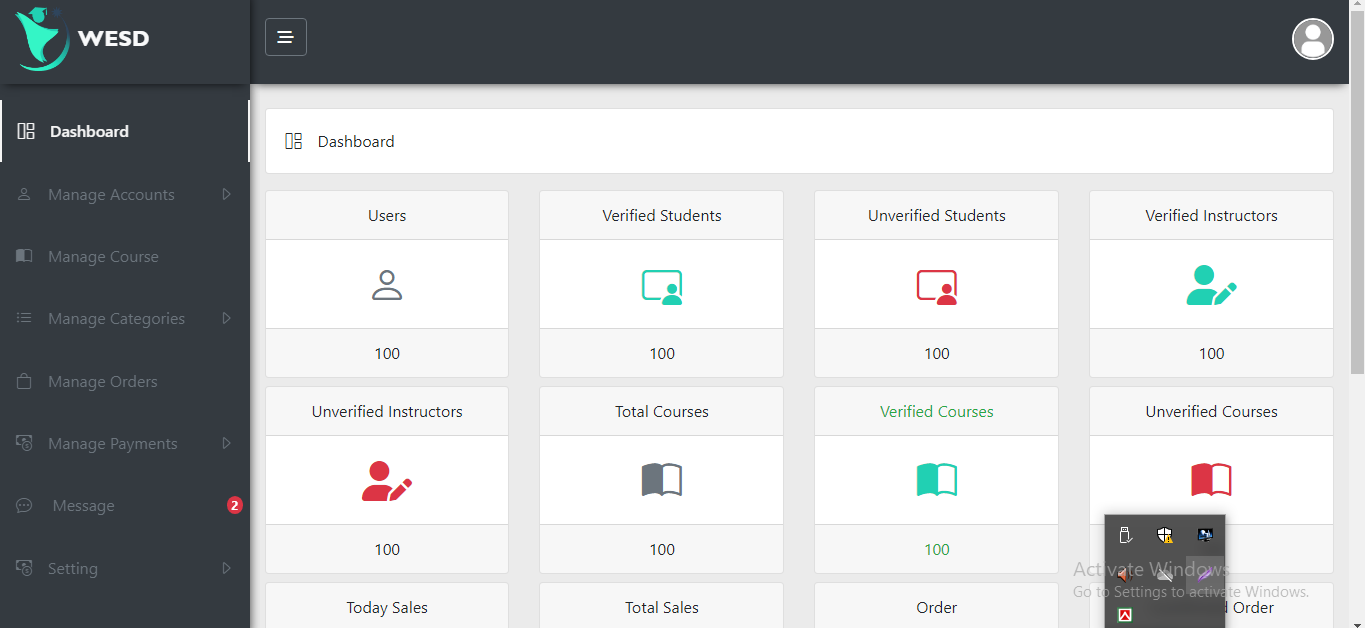 WESD
Dashboard
Manage Accounts
Manage Course
Manage Categories
Manage Orders
Manage Payments
Message
2
Setting
Dashboard
Users
Verified Students
Unverified Students
Verified Instructors
100
100
100
100
Unverified Instructors
Total Courses
Verified Courses
Unverified Courses
100
100
100
Today Sales
Total Sales
Order
Order
Activate Windows
Go to Settings to activate Windows.